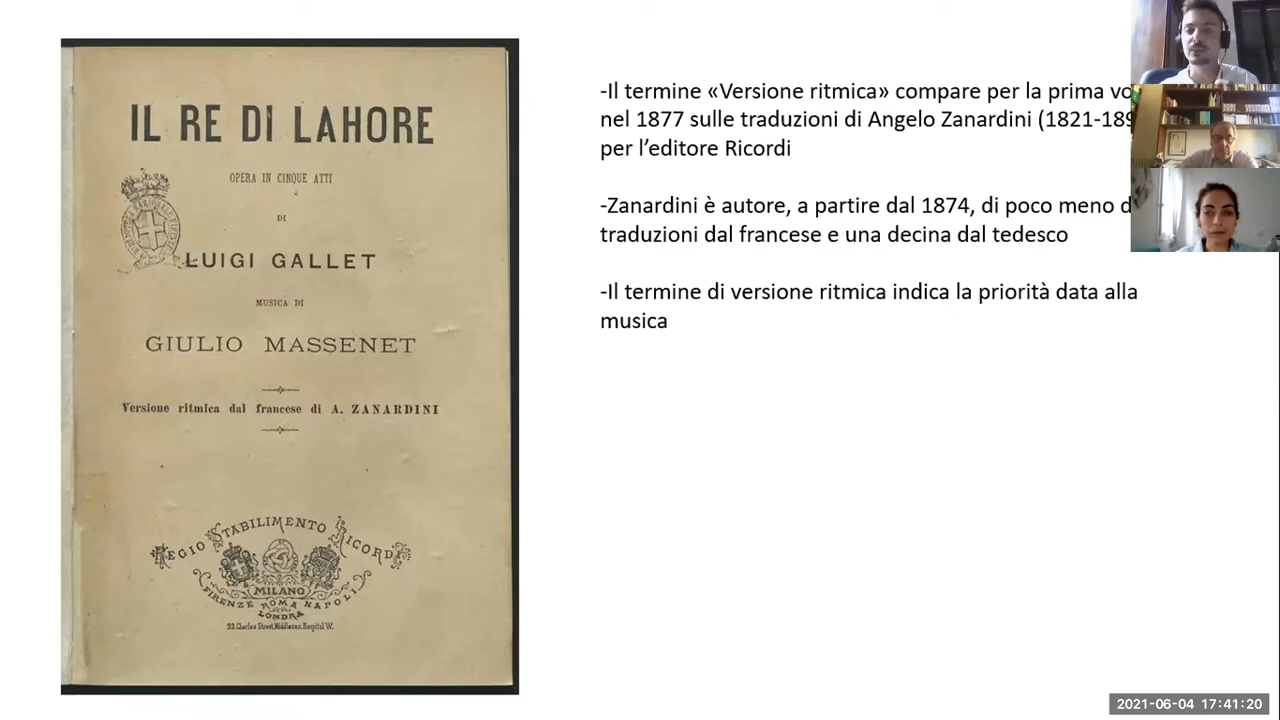 IL RE DI LAHORE
OPERA IN CINQUE ATTI
DI
LUIGI GALLET
MUSICA DI
GIULIO MASSENET
Versione ritmica dal francese di A. ZANARDINI
REGIO STABILIMENTO RICORDI
MILANO
FIRENZE ROMA NAPOLI
LONDRA
-Il termine «Versione ritmica» compare per la prima vo
nel 1877 sulle traduzioni di Angelo Zanardini (1821-189
per l’editore Ricordi
-Zanardini è autore, a partire dal 1874, di poco meno d
traduzioni dal francese e una decina dal tedesco
-Il termine di versione ritmica indica la priorità data alla
musica
2021-06-04 17:41:20